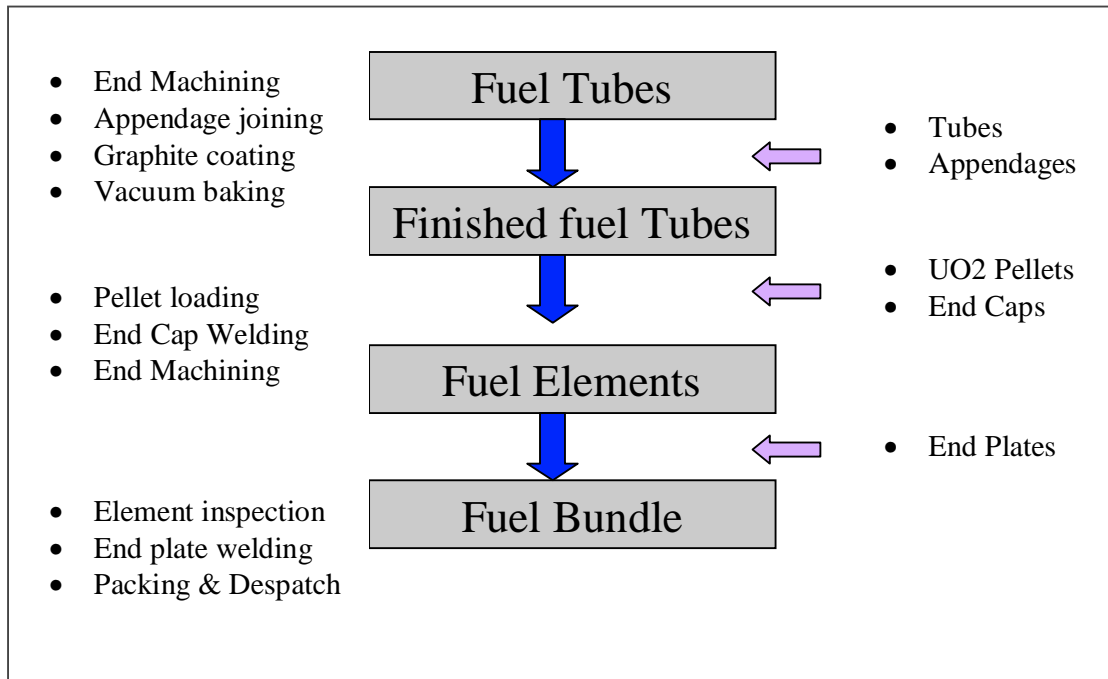 Fuel Tubes
• End Machining
• Appendage joining
• Graphite coating
• Vacuum baking
• Tubes
• Appendages
Finished fuel Tubes
• Pellet loading
• End Cap Welding
• End Machining
• UO2 Pellets
• End Caps
Fuel Elements
• End Plates
Fuel Bundle
• Element inspection
• End plate welding
• Packing & Despatch